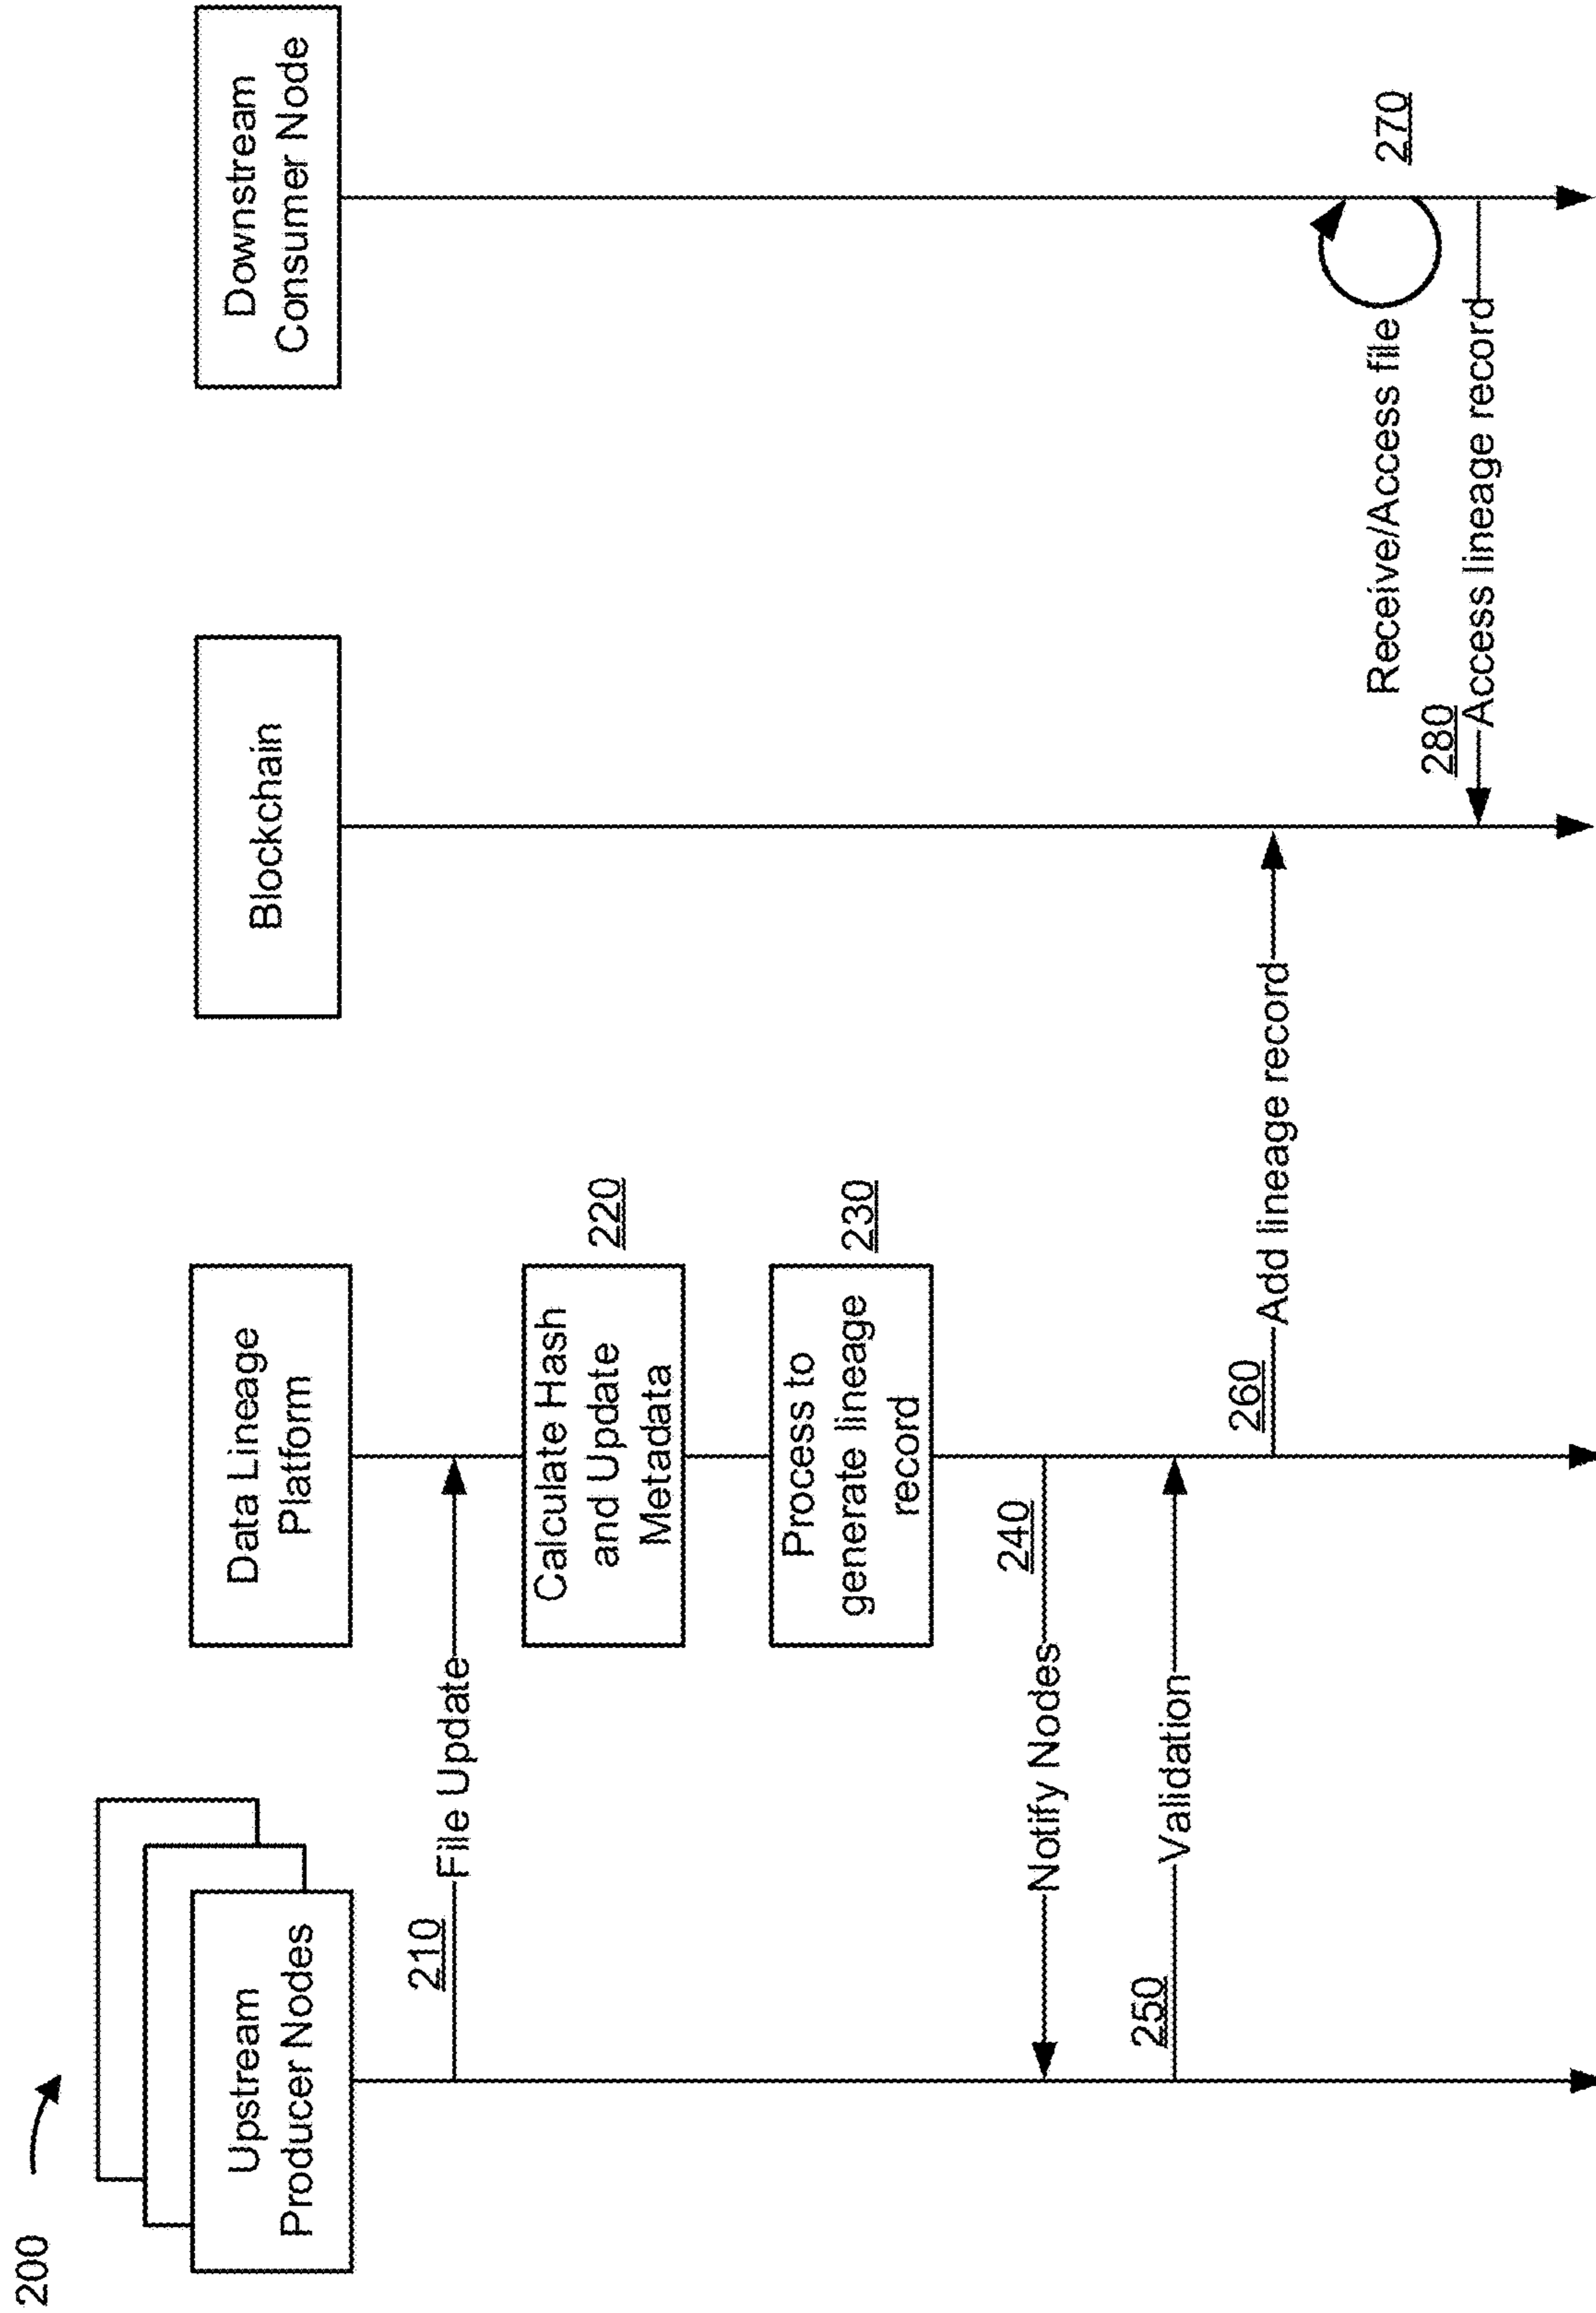 200
Upstream
Producer Nodes
Data Lineage
Platform
Blockchain
Downstream
Consumer Node
210
File Update
Calculate Hash
and Update
Metadata
220
Process to
generate lineage
record
230
240
Notify Nodes
250
Validation
260
Add lineage record
Receive/Access file
270
280
Access lineage record